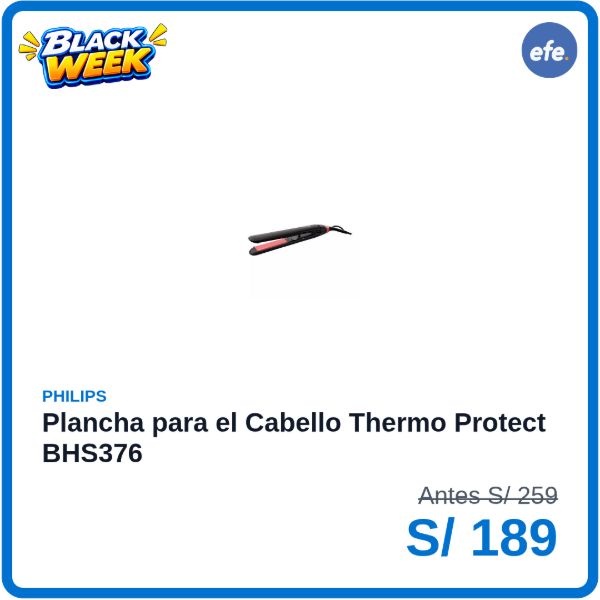 BLACK
WEEK
efe.
PHILIPS
Plancha para el Cabello Thermo Protect
BHS376
Antes S/ 259
S/ 189